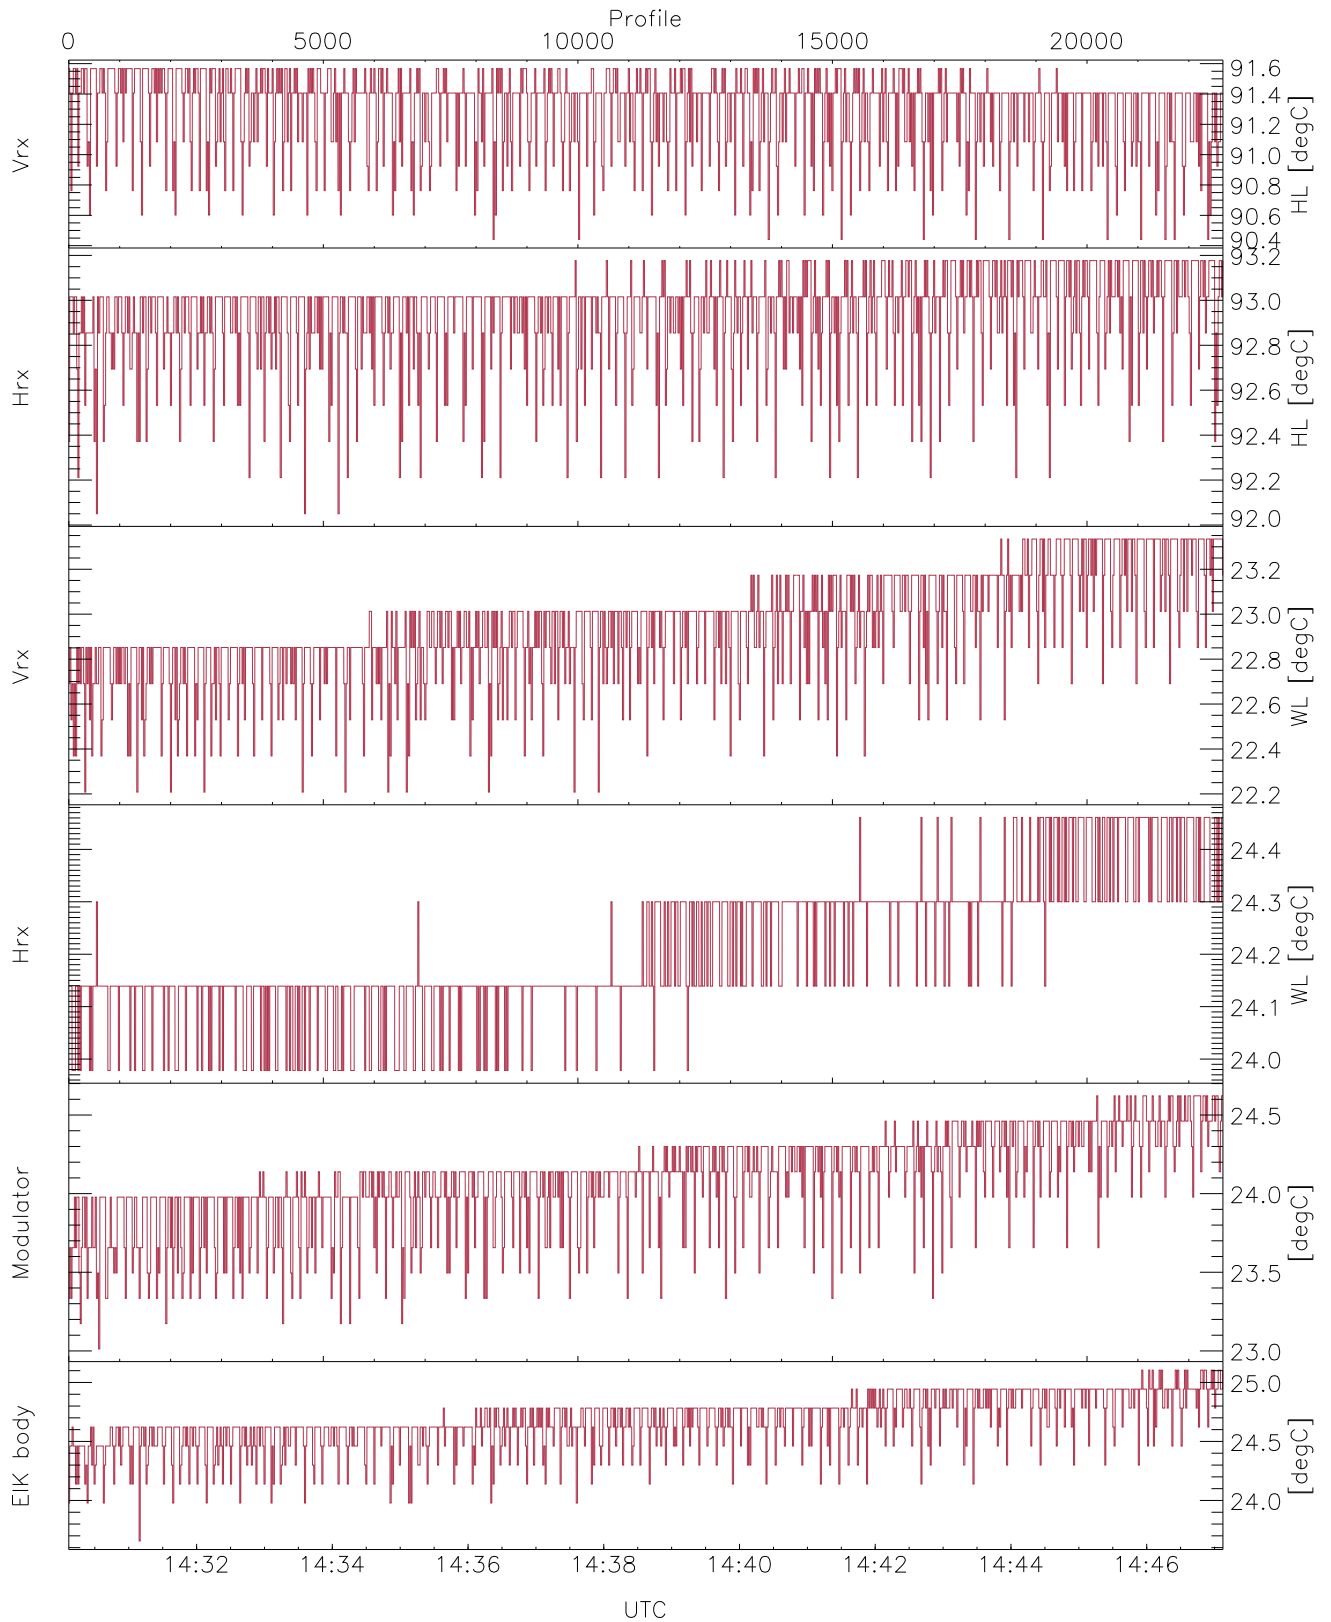 Profile
0 5000 10000 15000 20000
Vrx
91.6
91.4
91.2
91.0
90.8
90.6
90.4
HL [degC]
Hrx
93.2
93.0
92.8
92.6
92.4
92.2
92.0
HL [degC]
Vrx
23.2
23.0
22.8
22.6
22.4
22.2
WL [degC]
Hrx
24.4
24.3
24.2
24.1
24.0
WL [degC]
Modulator
24.5
24.0
23.5
23.0
[degC]
EIK body
25.0
24.5
24.0
[degC]
14:32 14:34 14:36 14:38 14:40 14:42 14:44 14:46
UTC